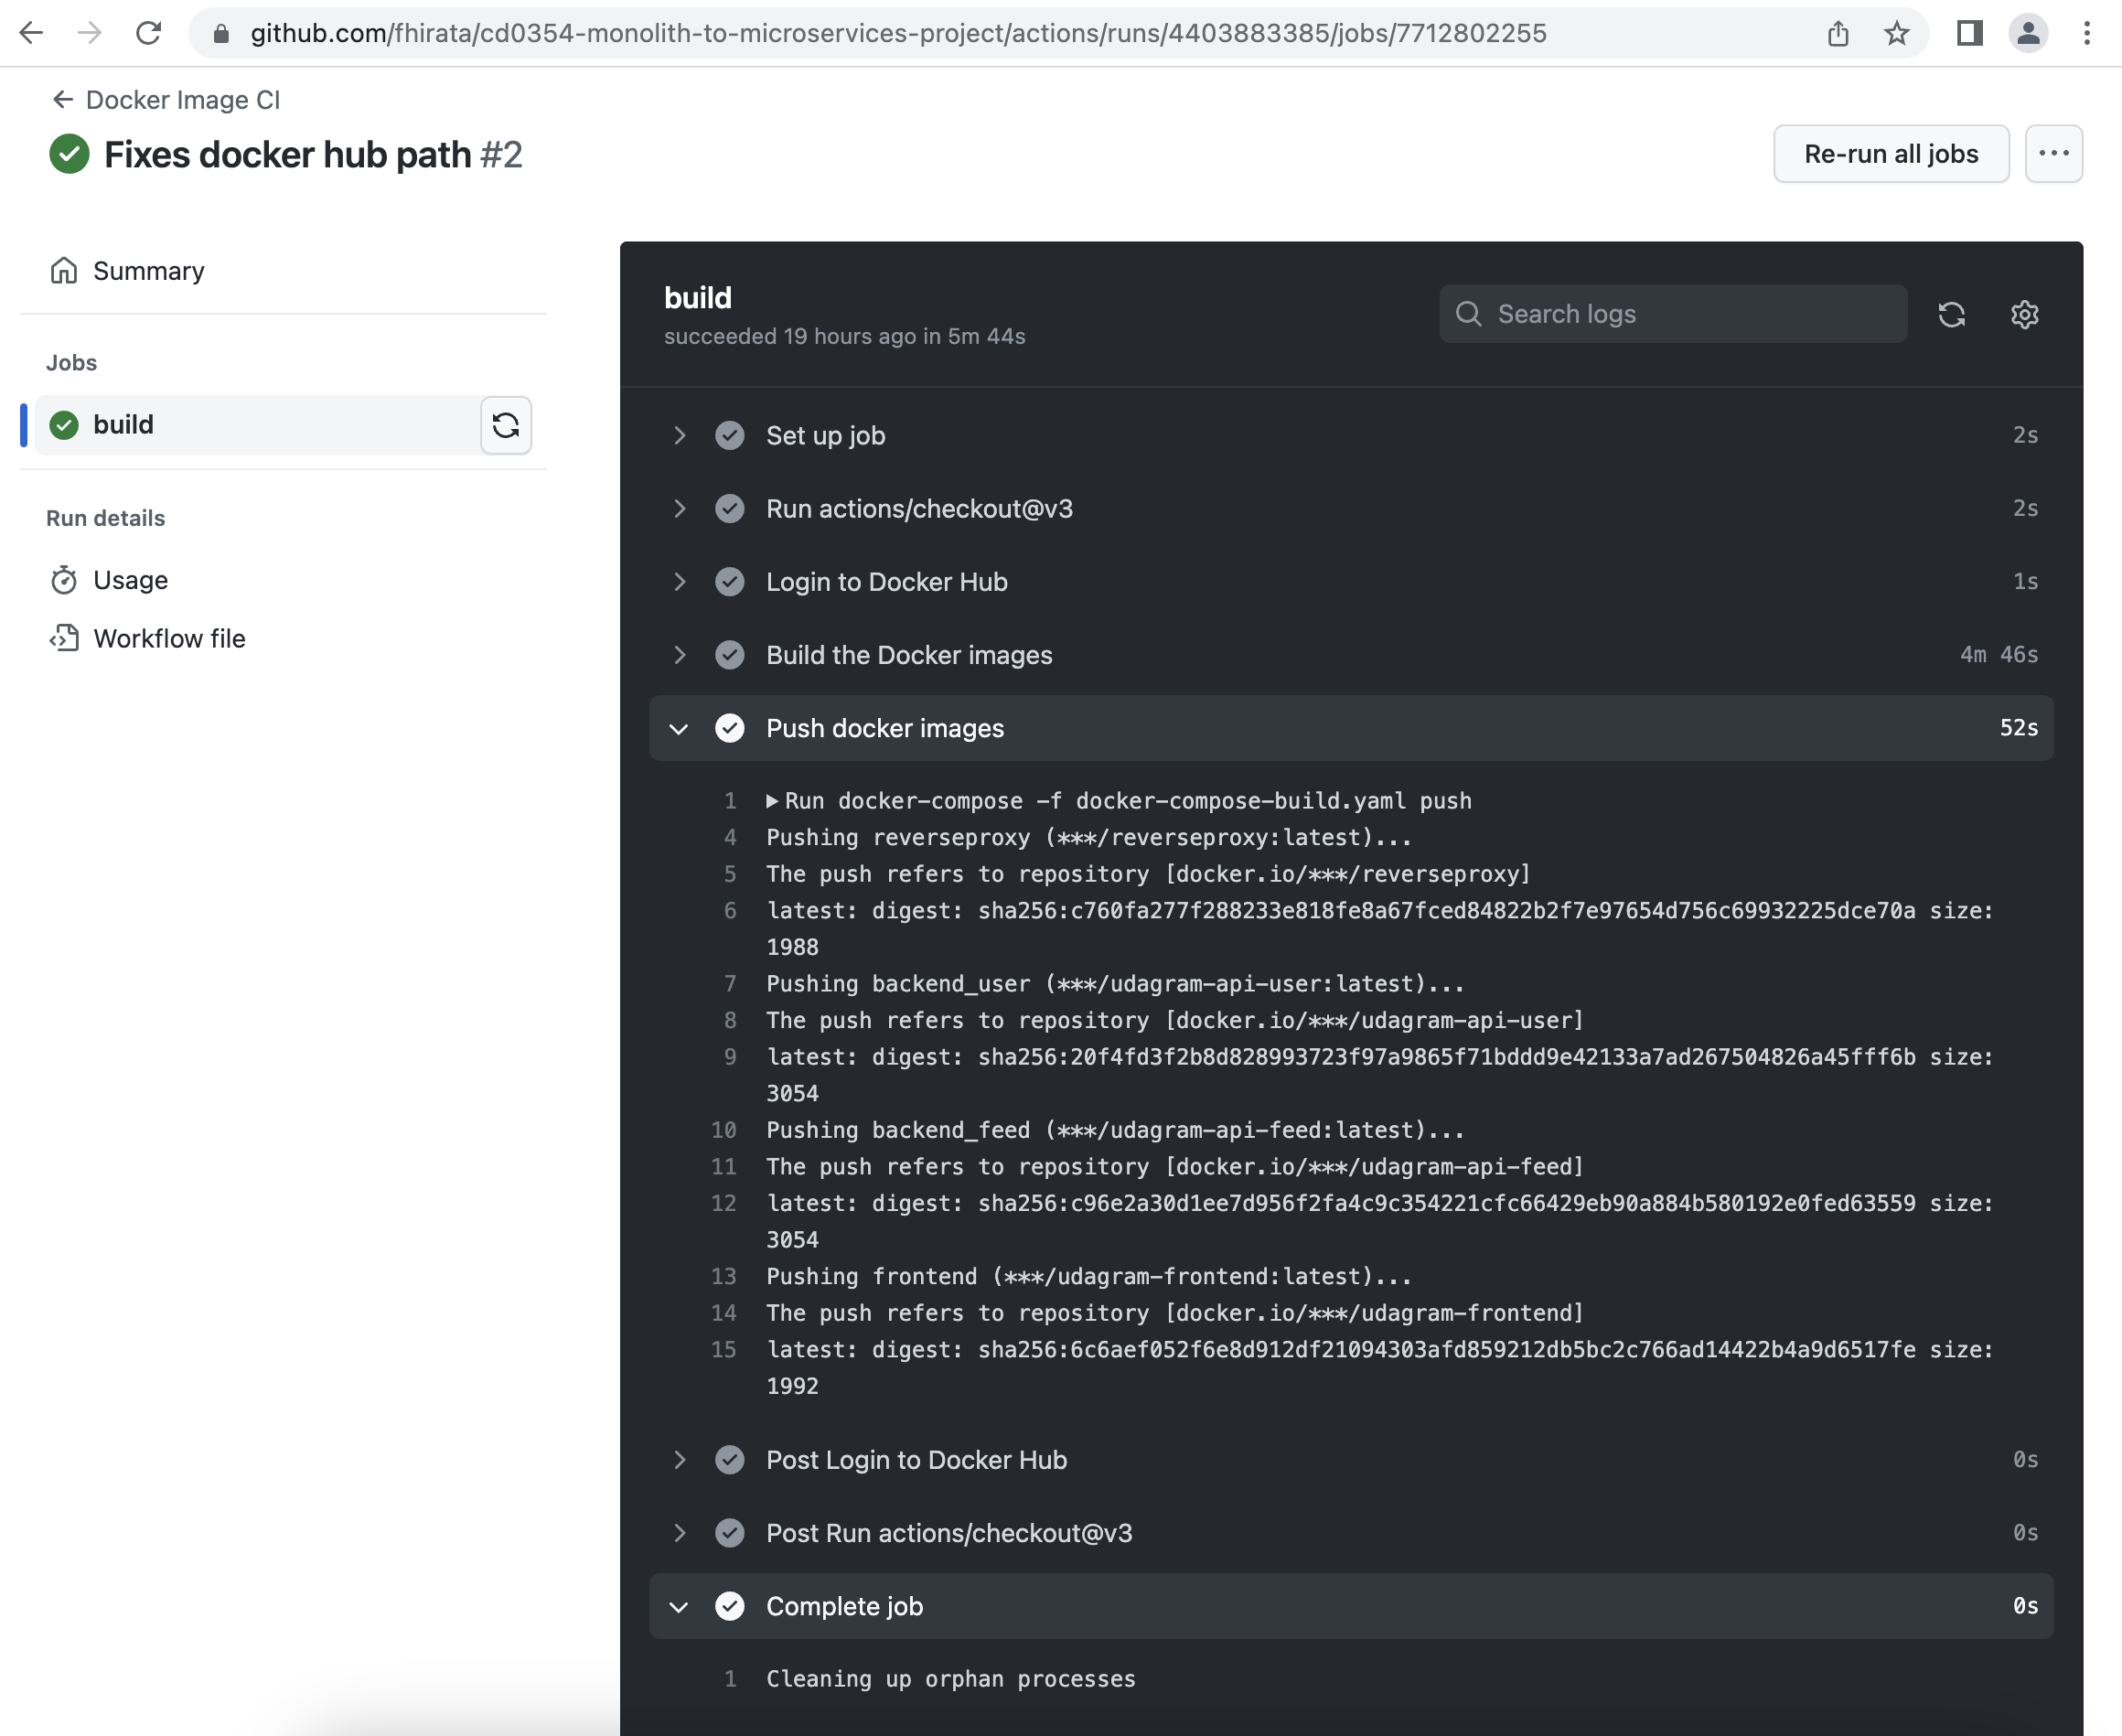 github.com/fhirata/cd0354-monolith-to-microservices-project/actions/runs/4403883385/jobs/7712802255
Docker Image CI
Fixes docker hub path #2
Re-run all jobs
Summary
Jobs
build
Run details
Usage
Workflow file
build
succeeded 19 hours ago in 5m 44s
Search logs
Set up job 2s
Run actions/checkout@v3 2s
Login to Docker Hub 1s
Build the Docker images 4m 46s
Push docker images 52s
1 Run docker-compose -f docker-compose-build.yaml push
4 Pushing reverseproxy (***/reverseproxy:latest)...
5 The push refers to repository [docker.io/***/reverseproxy]
6 latest: digest: sha256:c760fa277f288233e818fe8a67fced84822b2f7e97654d756c69932225dce70a size:
1988
7 Pushing backend_user (***/udagram-api-user:latest)...
8 The push refers to repository [docker.io/***/udagram-api-user]
9 latest: digest: sha256:20f4fd3f2b8d828993723f97a9865f71bddd9e42133a7ad267504826a45fff6b size:
3054
10 Pushing backend_feed (***/udagram-api-feed:latest)...
11 The push refers to repository [docker.io/***/udagram-api-feed]
12 latest: digest: sha256:c96e2a30d1ee7d956f2fa4c9c354221cfc66429eb90a884b580192e0fed63559 size:
3054
13 Pushing frontend (***/udagram-frontend:latest)...
14 The push refers to repository [docker.io/***/udagram-frontend]
15 latest: digest: sha256:6c6aef052f6e8d912df21094303afd859212db5bc2c766ad14422b4a9d6517fe size:
1992
Post Login to Docker Hub 0s
Post Run actions/checkout@v3 0s
Complete job 0s
1 Cleaning up orphan processes